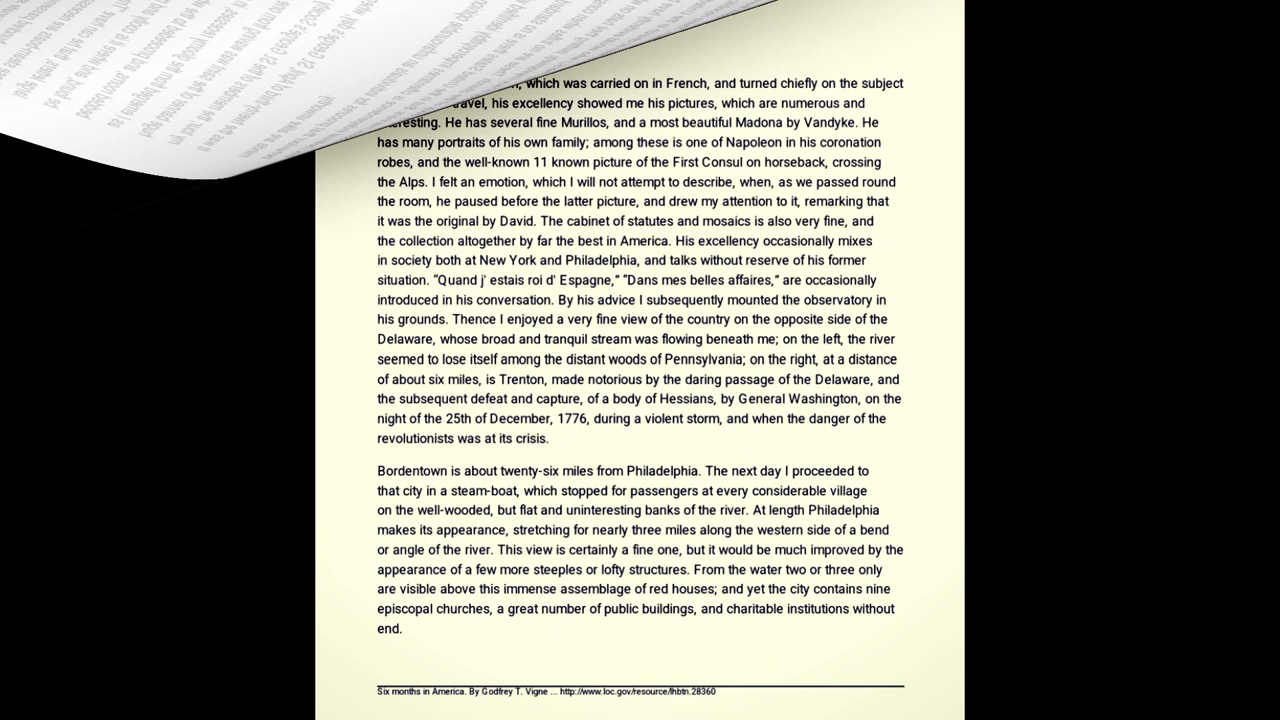 which was carried on in French, and turned chiefly on the subject
travel, his excellency showed me his pictures, which are numerous and
interesting. He has several fine Murillos, and a most beautiful Madona by Vandyke. He
has many portraits of his own family; among these is one of Napoleon in his coronation
robes, and the well-known 11 known picture of the First Consul on horseback, crossing
the Alps. I felt an emotion, which I will not attempt to describe, when, as we passed round
the room, he paused before the latter picture, and drew my attention to it, remarking that
it was the original by David. The cabinet of statutes and mosaics is also very fine, and
the collection altogether by far the best in America. His excellency occasionally mixes
in society both at New York and Philadelphia, and talks without reserve of his former
situation. “Quand j' estais roi d' Espagne,” “Dans mes belles affaires,” are occasionally
introduced in his conversation. By his advice I subsequently mounted the observatory in
his grounds. Thence I enjoyed a very fine view of the country on the opposite side of the
Delaware, whose broad and tranquil stream was flowing beneath me; on the left, the river
seemed to lose itself among the distant woods of Pennsylvania; on the right, at a distance
of about six miles, is Trenton, made notorious by the daring passage of the Delaware, and
the subsequent defeat and capture, of a body of Hessians, by General Washington, on the
night of the 25th of December, 1776, during a violent storm, and when the danger of the
revolutionists was at its crisis.
Bordentown is about twenty-six miles from Philadelphia. The next day I proceeded to
that city in a steam-boat, which stopped for passengers at every considerable village
on the well-wooded, but flat and uninteresting banks of the river. At length Philadelphia
makes its appearance, stretching for nearly three miles along the western side of a bend
or angle of the river. This view is certainly a fine one, but it would be much improved by the
appearance of a few more steeples or lofty structures. From the water two or three only
are visible above this immense assemblage of red houses; and yet the city contains nine
episcopal churches, a great number of public buildings, and charitable institutions without
end.
Six months in America. By Godfrey T. Vigne ... http://www.loc.gov/resource/lhbtn.28360